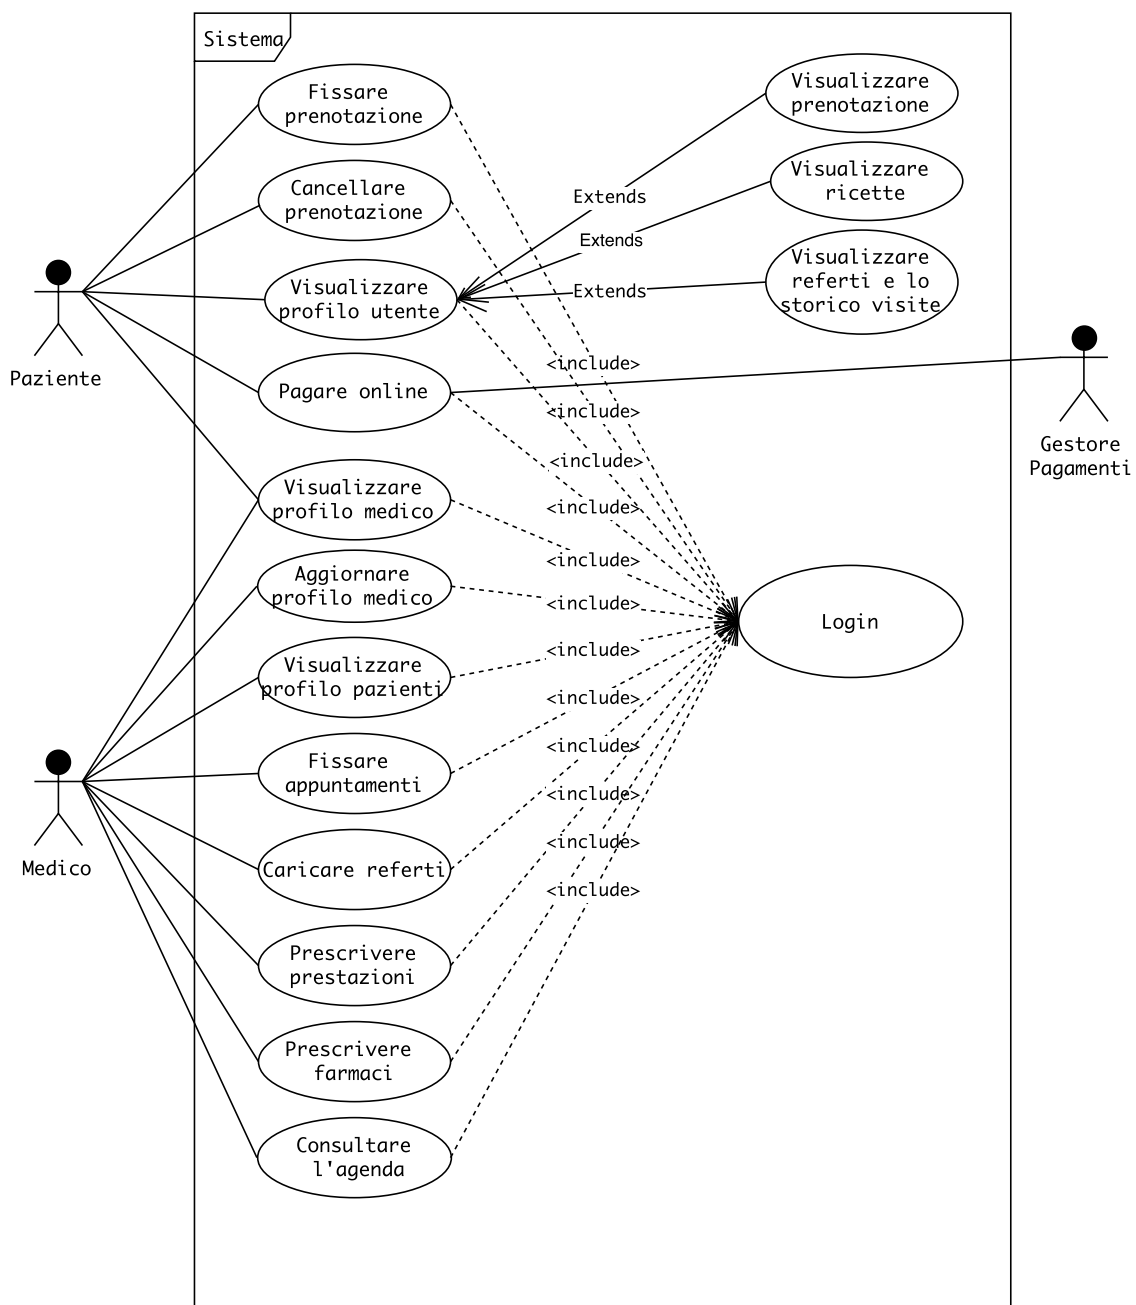 Sistema
Fissare
prenotazione
Cancellare
prenotazione
Visualizzare
profilo utente
Pagare online
Visualizzare
profilo medico
Aggiornare
profilo medico
Visualizzare
profilo pazienti
Fissare
appuntamenti
Caricare referti
Prescrivere
prestazioni
Prescrivere
farmaci
Consultare
l'agenda
Visualizzare
prenotazione
Visualizzare
ricette
Visualizzare
referti e lo
storico visite
Extends
Extends
Extends
<include>
<include>
<include>
<include>
<include>
<include>
<include>
<include>
<include>
<include>
<include>
<include>
Login
Paziente
Medico
Gestore
Pagamenti